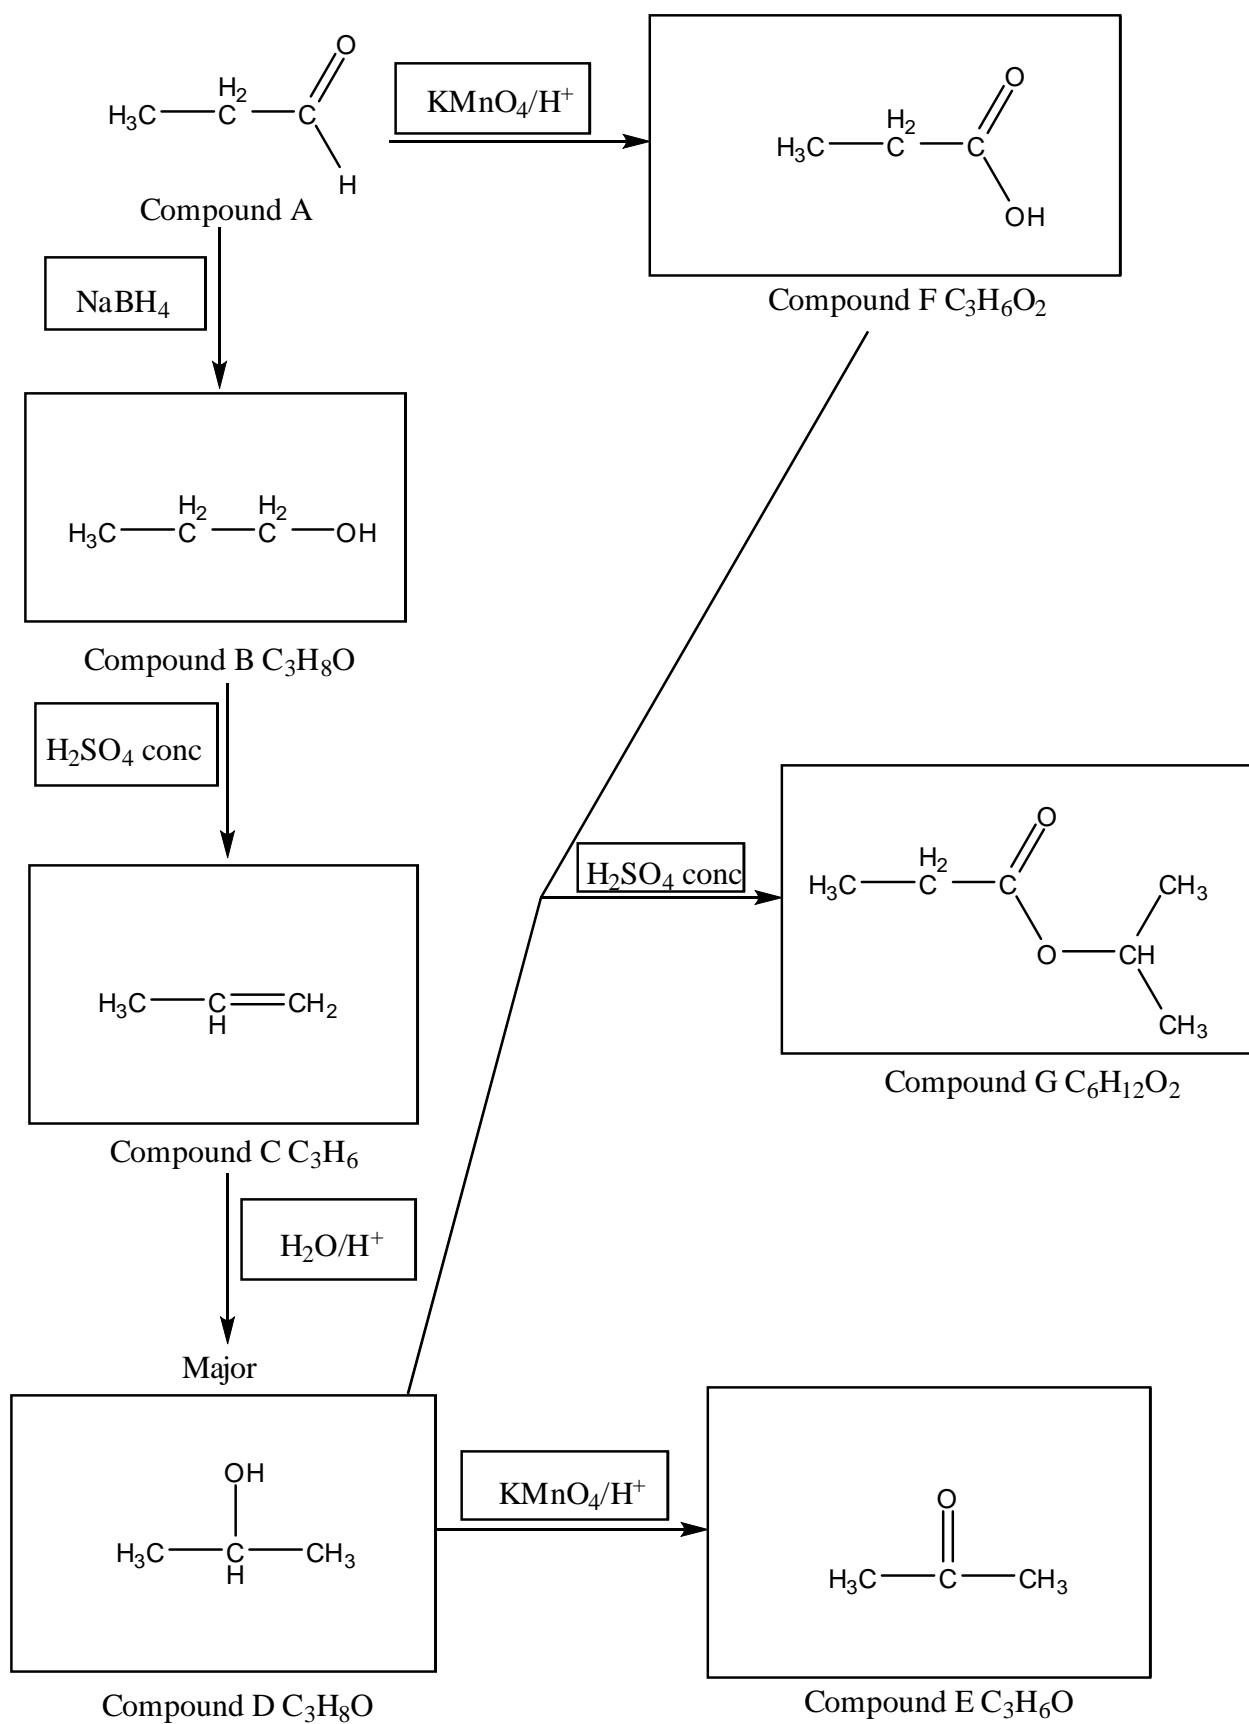 O
H₂
H₃C C C
H
Compound A
KMnO₄/H⁺
O
H₂
H₃C C C
OH
Compound F C₃H₆O₂
NaBH₄
H₂ H₂
H₃C C C OH
Compound B C₃H₈O
H₂SO₄ conc
H₃C C CH₂
H
Compound C C₃H₆
H₂SO₄ conc
O
H₂
H₃C C C CH₃
O CH
CH₃
Compound G C₆H₁₂O₂
H₂O/H⁺
Major
OH
H₃C C CH₃
H
Compound D C₃H₈O
KMnO₄/H⁺
O
H₃C C CH₃
Compound E C₃H₆O